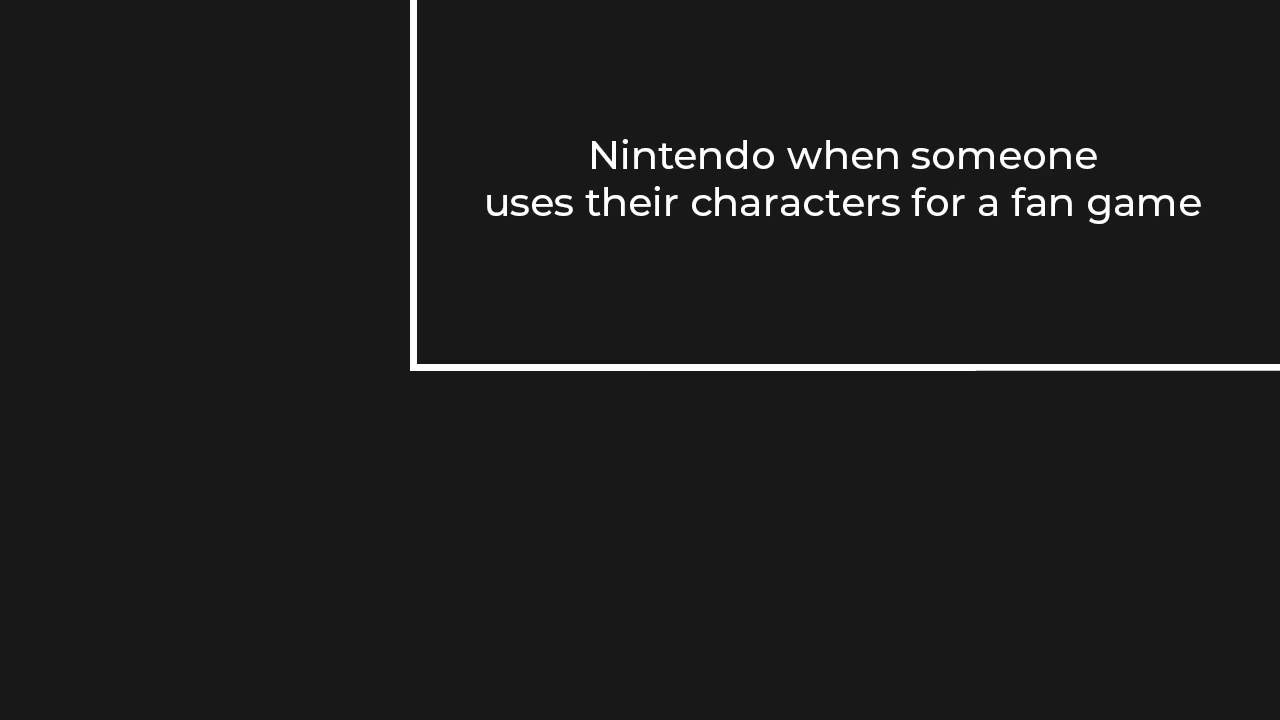 Nintendo when someone
uses their characters for a fan game